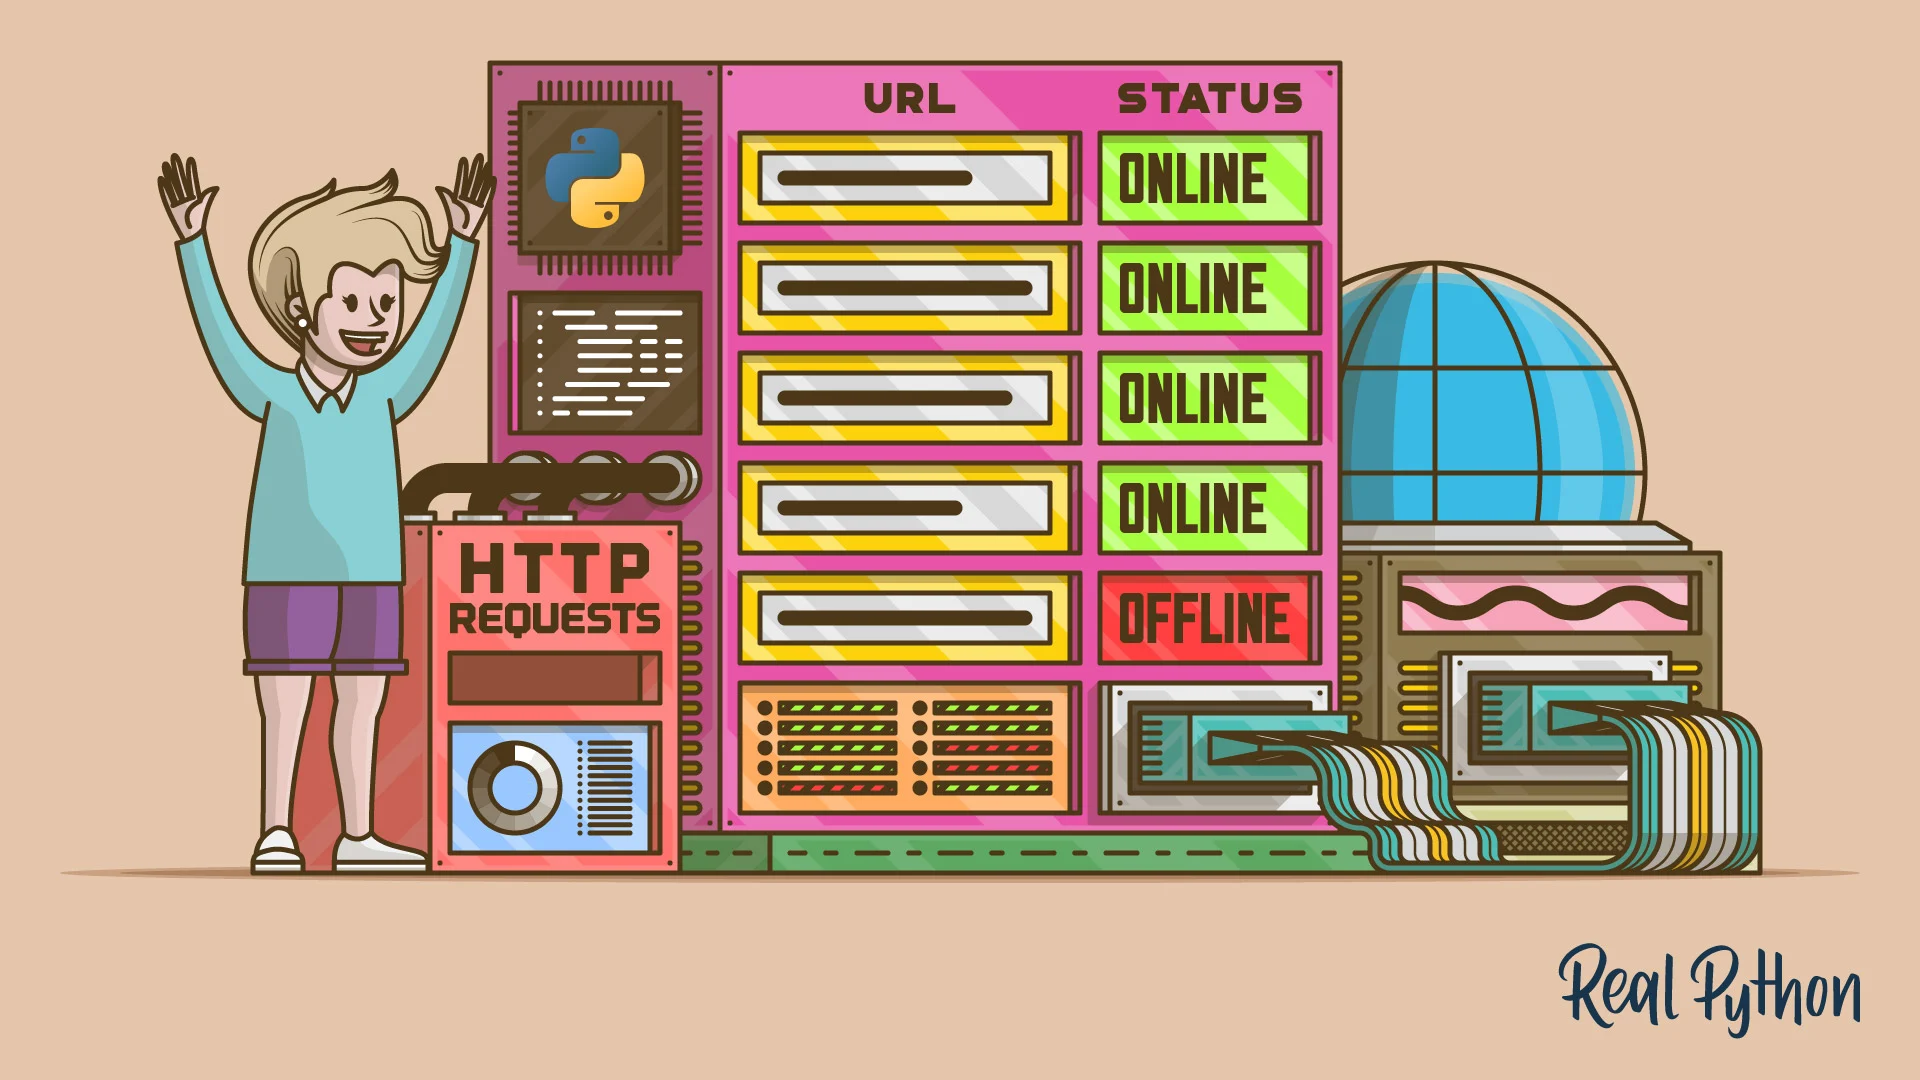 URL STATUS
ONLINE
ONLINE
ONLINE
ONLINE
OFFLINE
HTTP
REQUESTS
Real Python